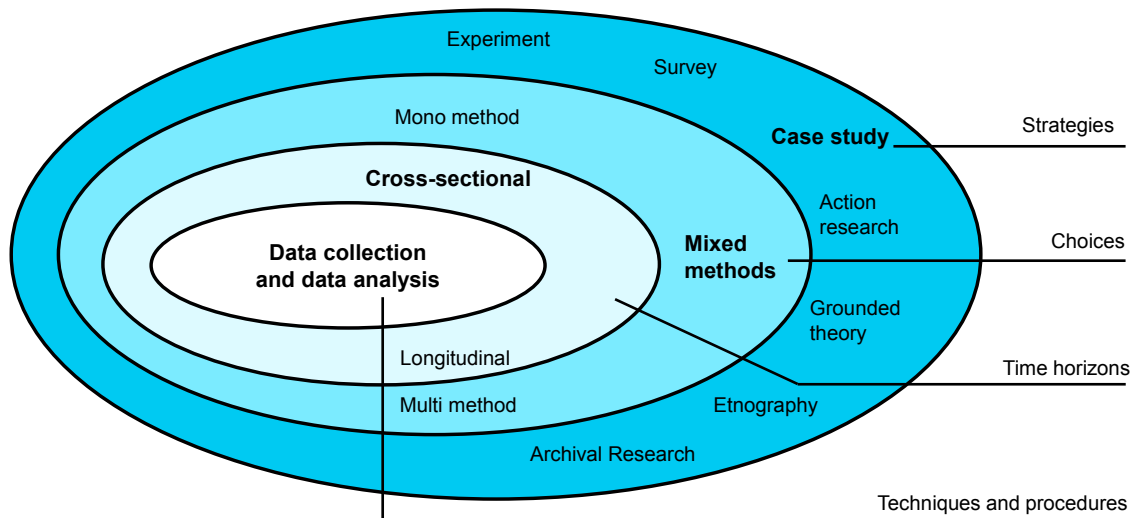 Experiment
Survey
Mono method
Case study
Strategies
Cross-sectional
Action
research
Mixed
methods
Choices
Data collection
and data analysis
Grounded
theory
Longitudinal
Time horizons
Multi method
Etnography
Archival Research
Techniques and procedures